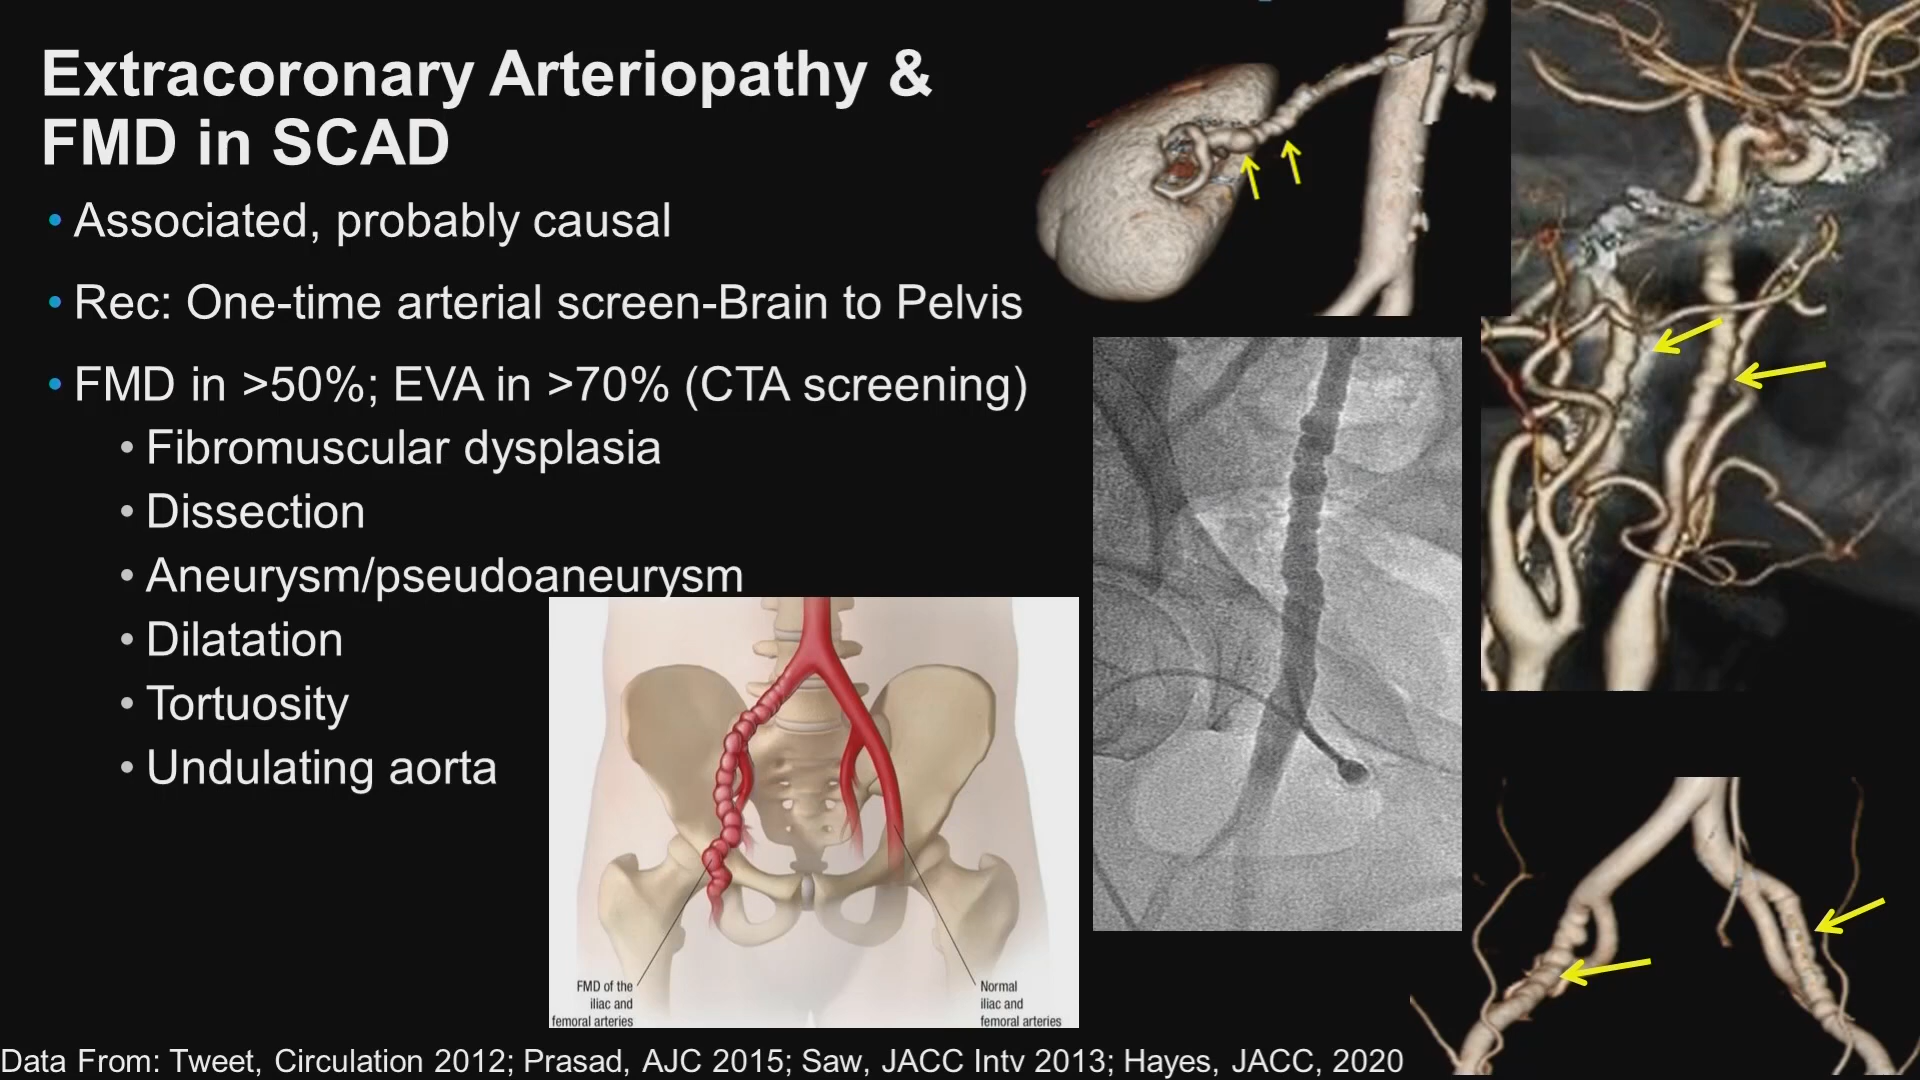 Extracoronary Arteriopathy &
FMD in SCAD
• Associated, probably causal
• Rec: One-time arterial screen-Brain to Pelvis
• FMD in >50%; EVA in >70% (CTA screening)
• Fibromuscular dysplasia
• Dissection
• Aneurysm/pseudoaneurysm
• Dilatation
• Tortuosity
• Undulating aorta
FMD of the
iliac and
femoral arteries
Normal
iliac and
femoral arteries
Data From: Tweet, Circulation 2012; Prasad, AJC 2015; Saw, JACC Intv 2013; Hayes, JACC, 2020